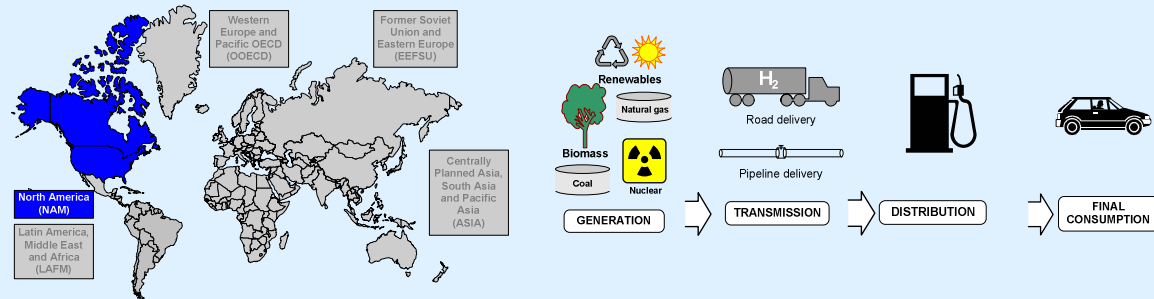 Western
Europe and
Pacific OECD
(OOECD)
Former Soviet
Union and
Eastern Europe
(EEFSU)
Centrally
Planned Asia,
South Asia
and Pacific
Asia
(ASIA)
North America
(NAM)
Latin America,
Middle East
and Africa
(LAFM)
Renewables
Natural gas
Biomass
Coal
Nuclear
GENERATION
H2
Road delivery
Pipeline delivery
TRANSMISSION
DISTRIBUTION
FINAL
CONSUMPTION